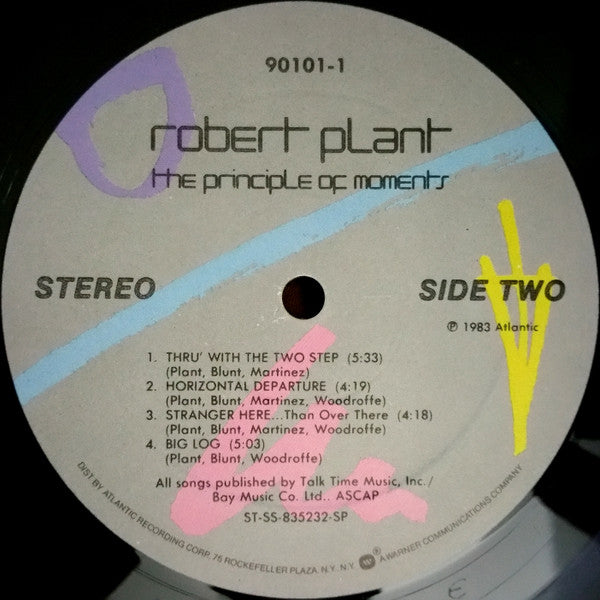 90101-1
robert plant
the principle of moments
STEREO
SIDE TWO
℗ 1983 Atlantic
1. THRU' WITH THE TWO STEP (5:33)
(Plant, Blunt, Martinez)
2. HORIZONTAL DEPARTURE (4:19)
(Plant, Blunt, Martinez, Woodroffe)
3. STRANGER HERE...Than Over There (4:18)
(Plant, Blunt, Martinez, Woodroffe)
4. BIG LOG (5:03)
(Plant, Blunt, Woodroffe)
All songs published by Talk Time Music, Inc./
Bay Music Co. Ltd.. ASCAP
ST-SS-835232-SP
DIST BY ATLANTIC RECORDING CORP. 75 ROCKEFELLER PLAZA. N.Y. N.Y. ® A WARNER COMMUNICATIONS COMPANY